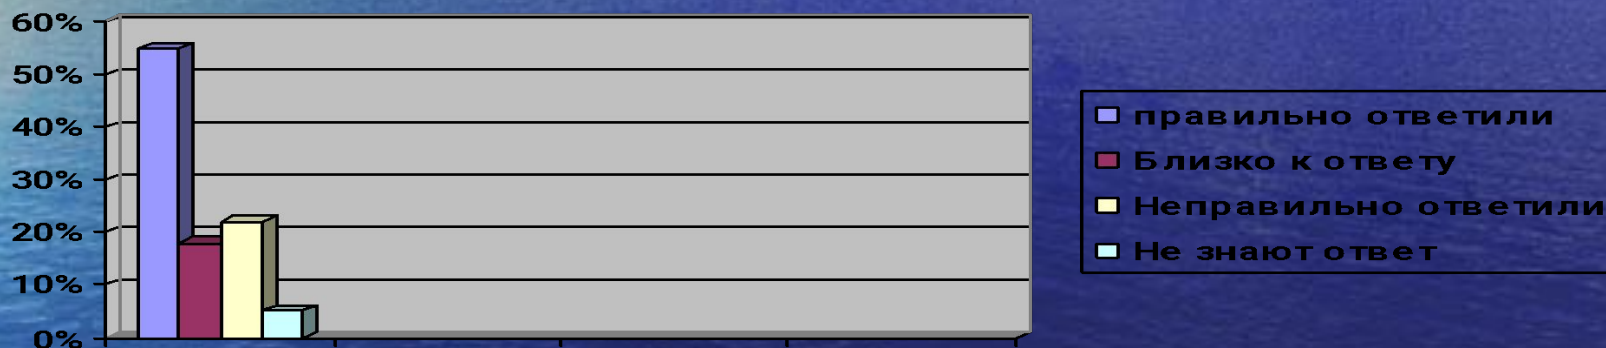 60%
50%
40%
30%
20%
10%
0%
правильно ответили
Близко к ответу
Неправильно ответили
Не знают ответ